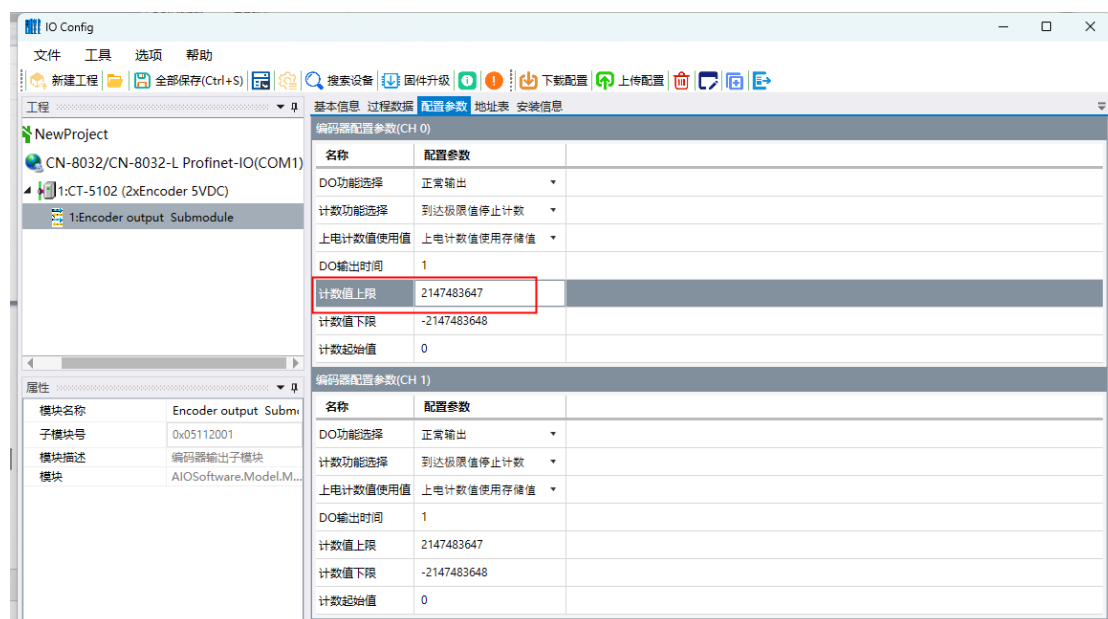 IO Config
文件 工具 选项 帮助
新建工程 全部保存(Ctrl+S) 搜索设备 固件升级 下载配置 上传配置
工程
NewProject
CN-8032/CN-8032-L Profinet-IO(COM1)
1:CT-5102 (2xEncoder 5VDC)
1:Encoder output Submodule
属性
模块名称 Encoder output Subm
子模块号 0x05112001
模块描述 编码器输出子模块
模块 AIOSoftware.Model.M...
基本信息 过程数据 配置参数 地址表 安装信息
编码器配置参数(CH 0)
名称 配置参数
DO功能选择 正常输出
计数功能选择 到达极限值停止计数
上电计数值使用值 上电计数值使用存储值
DO输出时间 1
计数值上限 2147483647
计数值下限 -2147483648
计数起始值 0
编码器配置参数(CH 1)
名称 配置参数
DO功能选择 正常输出
计数功能选择 到达极限值停止计数
上电计数值使用值 上电计数值使用存储值
DO输出时间 1
计数值上限 2147483647
计数值下限 -2147483648
计数起始值 0